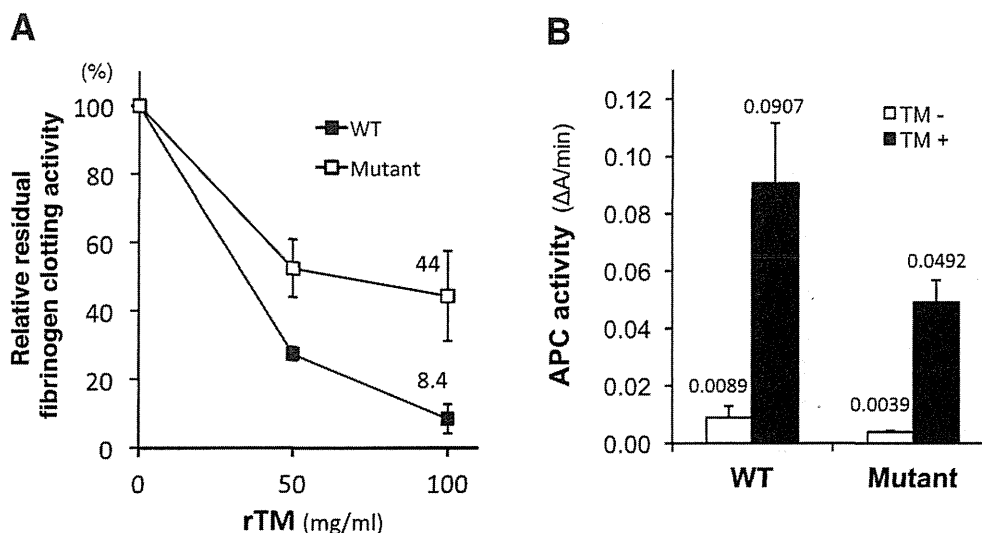 A
(%)
Relative residual
fibrinogen clotting activity
100
80
60
40
20
0
WT
Mutant
44
8.4
0
50
100
rTM (mg/ml)
B
APC activity (ΔA/min)
0.12
0.10
0.08
0.06
0.04
0.02
0.00
TM -
TM +
0.0907
0.0492
0.0089
0.0039
WT
Mutant